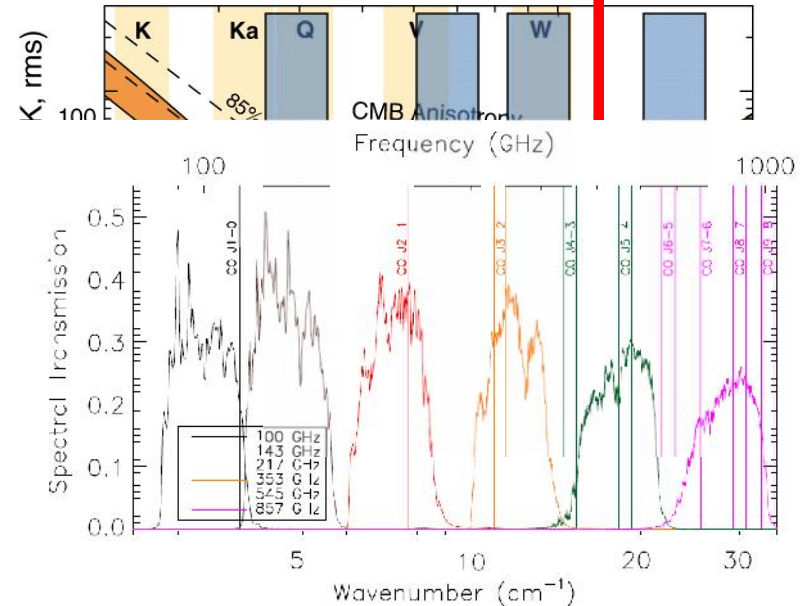 K Ka Q V W
K, rms)
85%
100
CMB Anisotropy
Frequency (GHz)
100 1000
Spectral Transmission
0.5
0.4
0.3
0.2
0.1
0.0
CO J1-0
CO J2 1
CO J3 2
CO J4-3
CO J5 4
CO J6-5
CO J7-6
CO J8 7
CO J9 8
100 GHz
143 GHz
217 GHz
353 GHz
545 GHz
857 GHz
5 10 20 30
Wavenumber (cm⁻¹)